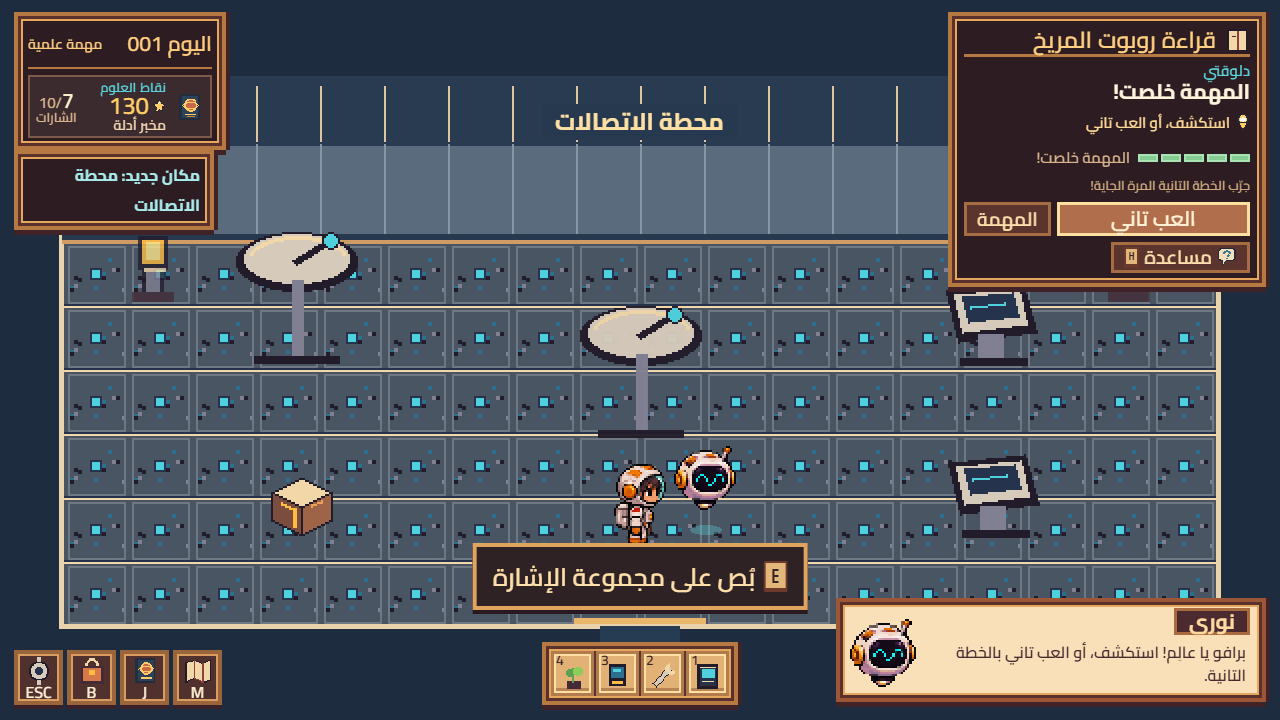 قراءة روبوت المريخ
دلوقتي
المهمة خلصت!
استكشف، أو العب تاني
المهمة خلصت!
جرّب الخطة التانية المرة الجاية!
العب تاني
المهمة
مساعدة H
محطة الاتصالات
اليوم 001
مهمة علمية
نقاط العلوم
130
مخبر أدلة
10/7
الشارات
مكان جديد: محطة
الاتصالات
E بُص على مجموعة الإشارة
نوري
برافو يا عالِم! استكشف، أو العب تاني بالخطة
التانية.
1
2
3
4
M
J
B
ESC